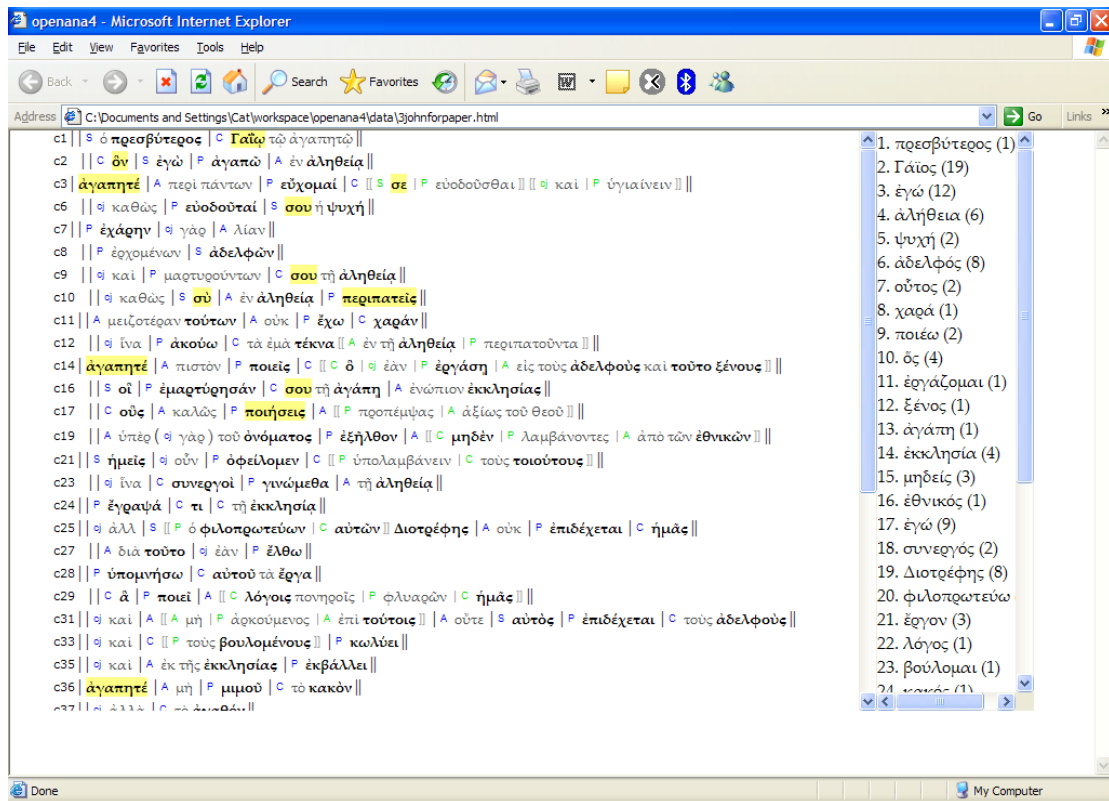 openana4 - Microsoft Internet Explorer
File Edit View Favorites Tools Help
Back Search Favorites
Address C:\Documents and Settings\Cat\workspace\openana4\data\3johnforpaper.html Go Links »
c1 || S ὁ πρεσβύτερος | C Γαΐῳ τῷ ἀγαπητῷ ||
c2 || C ὃν | S ἐγὼ | P ἀγαπῶ | A ἐν ἀληθείᾳ ||
c3 | ἀγαπητέ | A περὶ πάντων | P εὔχομαί | C [[ S σε | P εὐοδοῦσθαι ]] [[ cj καὶ | P ὑγιαίνειν ]] ||
c6 || cj καθὼς | P εὐοδοῦταί | S σου ἡ ψυχή ||
c7 || P ἐχάρην | cj γὰρ | A λίαν ||
c8 || P ἐρχομένων | S ἀδελφῶν ||
c9 || cj καὶ | P μαρτυρούντων | C σου τῇ ἀληθείᾳ ||
c10 || cj καθὼς | S σὺ | A ἐν ἀληθείᾳ | P περιπατεῖς ||
c11 || A μειζοτέραν τούτων | A οὐκ | P ἔχω | C χαράν ||
c12 || cj ἵνα | P ἀκούω | C τὰ ἐμὰ τέκνα [[ A ἐν τῇ ἀληθείᾳ | P περιπατοῦντα ]] ||
c14 | ἀγαπητέ | A πιστὸν | P ποιεῖς | C [[ C ὃ | cj ἐὰν | P ἐργάσῃ | A εἰς τοὺς ἀδελφοὺς καὶ τοῦτο ξένους ]] ||
c16 || S οἳ | P ἐμαρτύρησάν | C σου τῇ ἀγάπῃ | A ἐνώπιον ἐκκλησίας ||
c17 || C οὓς | A καλῶς | P ποιήσεις | A [[ P προπέμψας | A ἀξίως τοῦ θεοῦ ]] ||
c19 || A ὑπὲρ ( cj γὰρ ) τοῦ ὀνόματος | P ἐξῆλθον | A [[ C μηδὲν | P λαμβάνοντες | A ἀπὸ τῶν ἐθνικῶν ]] ||
c21 || S ἡμεῖς | cj οὖν | P ὀφείλομεν | C [[ P ὑπολαμβάνειν | C τοὺς τοιούτους ]] ||
c23 || cj ἵνα | C συνεργοὶ | P γινώμεθα | A τῇ ἀληθείᾳ ||
c24 || P ἔγραψά | C τι | C τῇ ἐκκλησίᾳ ||
c25 || cj ἀλλ | S [[ P ὁ φιλοπρωτεύων | C αὐτῶν ]] Διοτρέφης | A οὐκ | P ἐπιδέχεται | C ἡμᾶς ||
c27 || A διὰ τοῦτο | cj ἐὰν | P ἔλθω ||
c28 || P ὑπομνήσω | C αὐτοῦ τὰ ἔργα ||
c29 || C ἃ | P ποιεῖ | A [[ C λόγοις πονηροῖς | P φλυαρῶν | C ἡμᾶς ]] ||
c31 || cj καὶ | A [[ A μὴ | P ἀρκούμενος | A ἐπὶ τούτοις ]] | A οὔτε | S αὐτὸς | P ἐπιδέχεται | C τοὺς ἀδελφοὺς ||
c33 || cj καὶ | C [[ P τοὺς βουλομένους ]] | P κωλύει ||
c35 || cj καὶ | A ἐκ τῆς ἐκκλησίας | P ἐκβάλλει ||
c36 | ἀγαπητέ | A μὴ | P μιμοῦ | C τὸ κακὸν ||
c37 || cj ἀλλὰ | C τὸ ἀγαθόν ||
1. πρεσβύτερος (1)
2. Γάϊος (19)
3. ἐγώ (12)
4. ἀλήθεια (6)
5. ψυχή (2)
6. ἀδελφός (8)
7. οὗτος (2)
8. χαρά (1)
9. ποιέω (2)
10. ὅς (4)
11. ἐργάζομαι (1)
12. ξένος (1)
13. ἀγάπη (1)
14. ἐκκλησία (4)
15. μηδείς (3)
16. ἐθνικός (1)
17. ἐγώ (9)
18. συνεργός (2)
19. Διοτρέφης (8)
20. φιλοπρωτεύω
21. ἔργον (3)
22. λόγος (1)
23. βούλομαι (1)
24. κακός (1)
Done My Computer